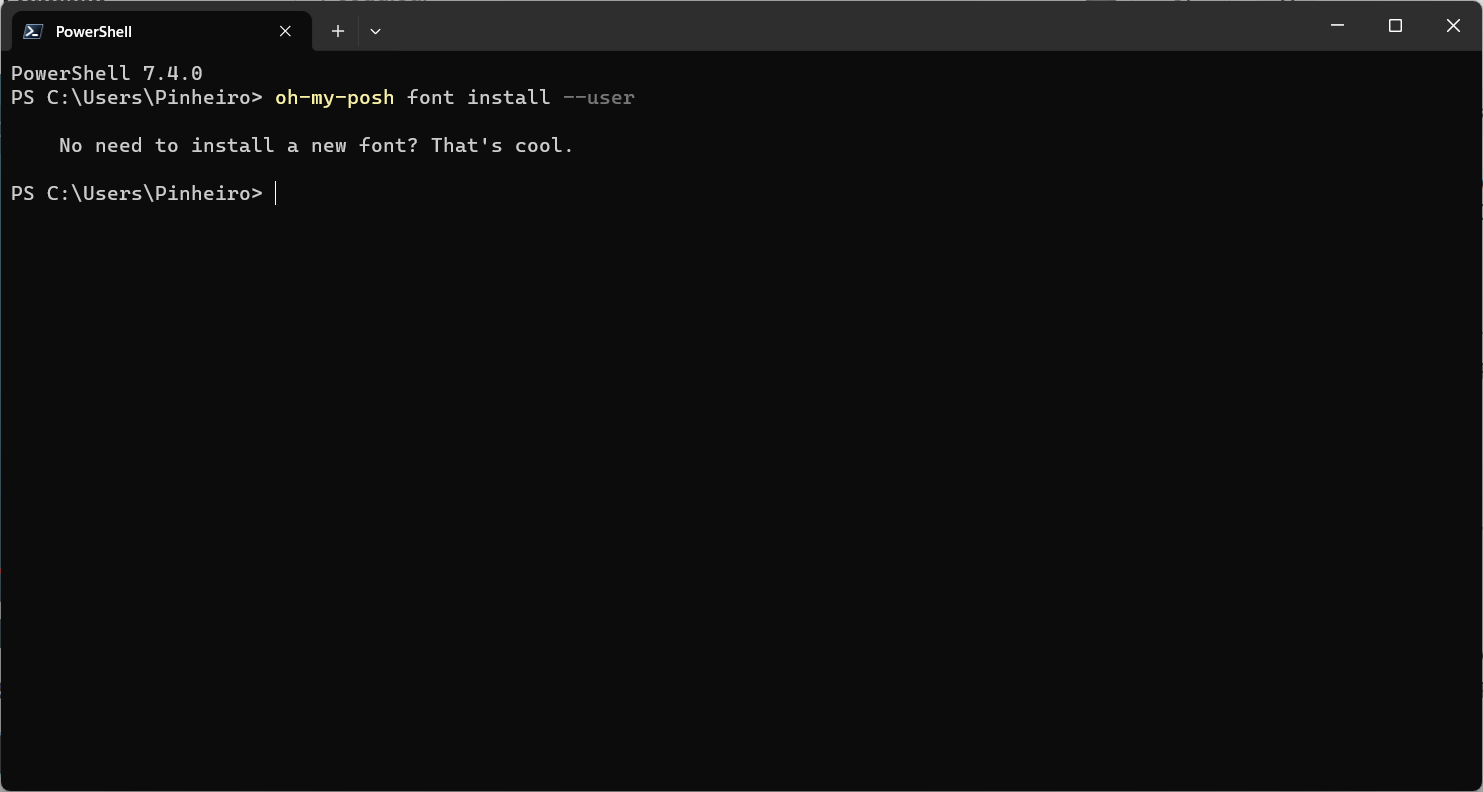 PowerShell
PowerShell 7.4.0
PS C:\Users\Pinheiro> oh-my-posh font install --user
No need to install a new font? That's cool.
PS C:\Users\Pinheiro>